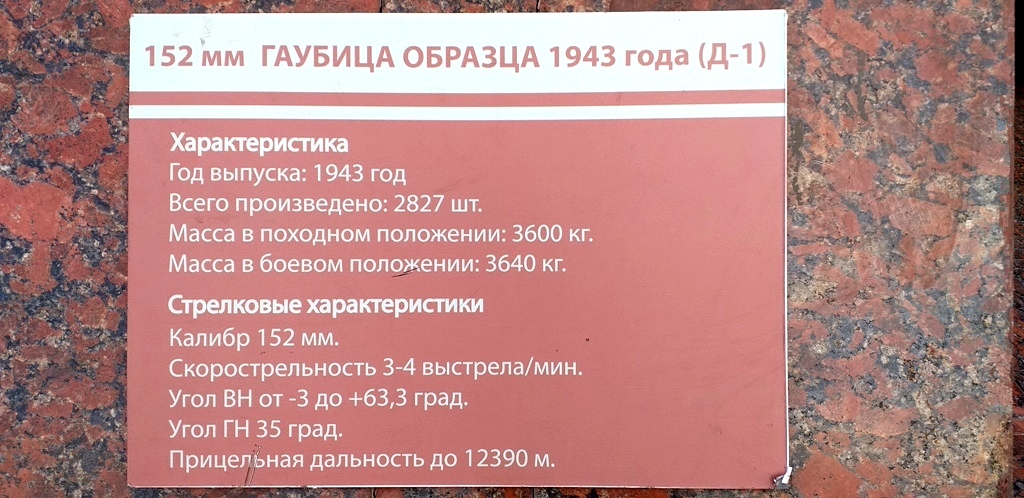 152 мм ГАУБИЦА ОБРАЗЦА 1943 года (Д-1)
Характеристика
Год выпуска: 1943 год
Всего произведено: 2827 шт.
Масса в походном положении: 3600 кг.
Масса в боевом положении: 3640 кг.
Стрелковые характеристики
Калибр 152 мм.
Скорострельность 3-4 выстрела/мин.
Угол ВН от -3 до +63,3 град.
Угол ГН 35 град.
Прицельная дальность до 12390 м.